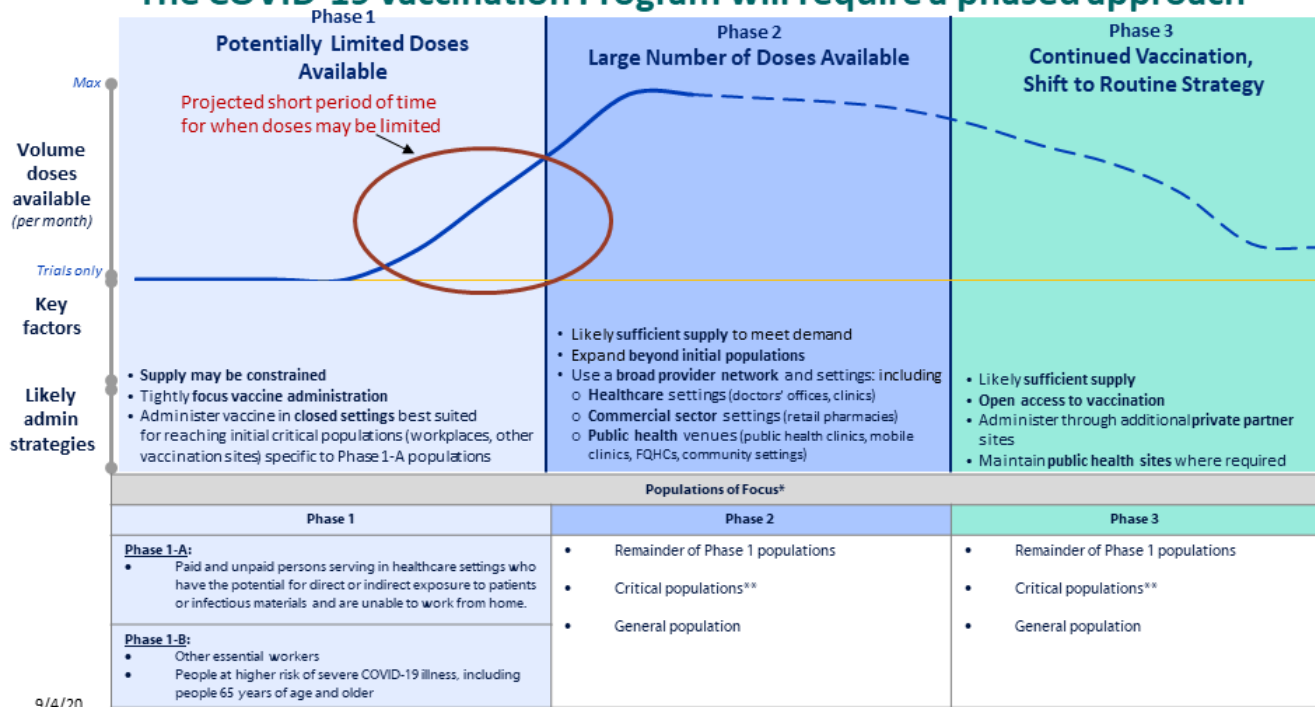 The COVID-19 Vaccination Program will require a phased approach
Phase 1
Potentially Limited Doses
Available
Projected short period of time
for when doses may be limited
Phase 2
Large Number of Doses Available
Phase 3
Continued Vaccination,
Shift to Routine Strategy
Max
Volume
doses
available
(per month)
Trials only
Key
factors
Likely
admin
strategies
• Supply may be constrained
• Tightly focus vaccine administration
• Administer vaccine in closed settings best suited
for reaching initial critical populations (workplaces, other
vaccination sites) specific to Phase 1-A populations
• Likely sufficient supply to meet demand
• Expand beyond initial populations
• Use a broad provider network and settings: including
o Healthcare settings (doctors' offices, clinics)
o Commercial sector settings (retail pharmacies)
o Public health venues (public health clinics, mobile
clinics, FQHCs, community settings)
• Likely sufficient supply
• Open access to vaccination
• Administer through additional private partner
sites
• Maintain public health sites where required
Populations of Focus*
Phase 1
Phase 2
Phase 3
Phase 1-A:
• Paid and unpaid persons serving in healthcare settings who
have the potential for direct or indirect exposure to patients
or infectious materials and are unable to work from home.
Phase 1-B:
• Other essential workers
• People at higher risk of severe COVID-19 illness, including
people 65 years of age and older
• Remainder of Phase 1 populations
• Critical populations**
• General population
• Remainder of Phase 1 populations
• Critical populations**
• General population
9/4/20